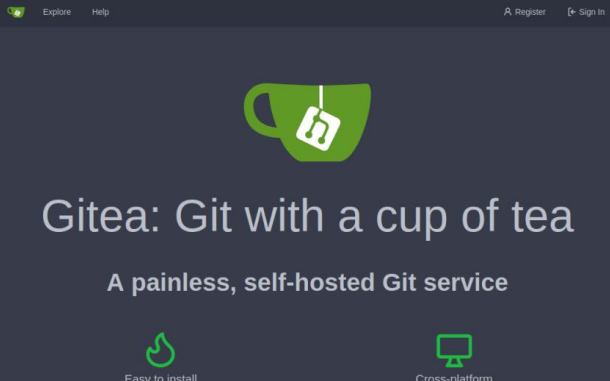 Explore Help Register Sign In
Gitea: Git with a cup of tea
A painless, self-hosted Git service
Easy to install Cross-platform